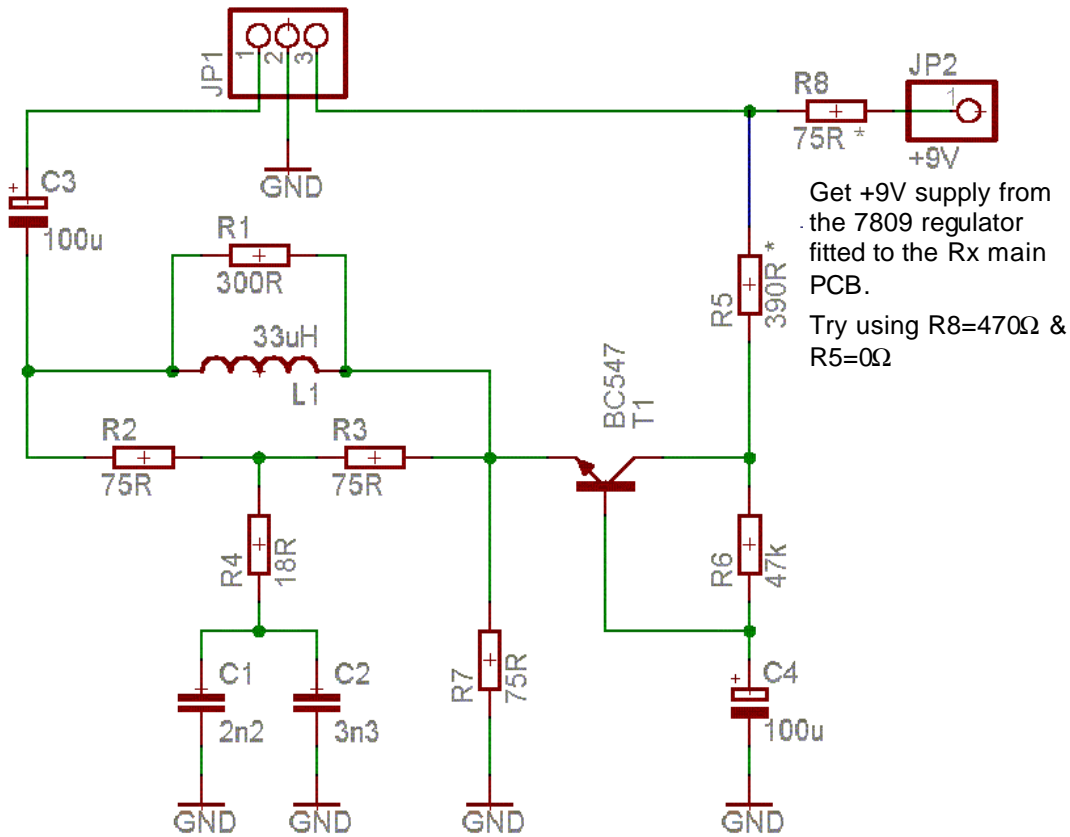 JP1
1
2
3
GND
R8
75R *
JP2
1
+9V
Get +9V supply from
the 7809 regulator
fitted to the Rx main
PCB.
Try using R8=470Ω &
R5=0Ω
C3
+
100u
R1
300R
33uH
L1
R5
390R *
BC547
T1
R2
75R
R3
75R
R4
18R
R6
47k
C1
+
2n2
C2
+
3n3
R7
75R
C4
+
100u
GND
GND
GND
GND